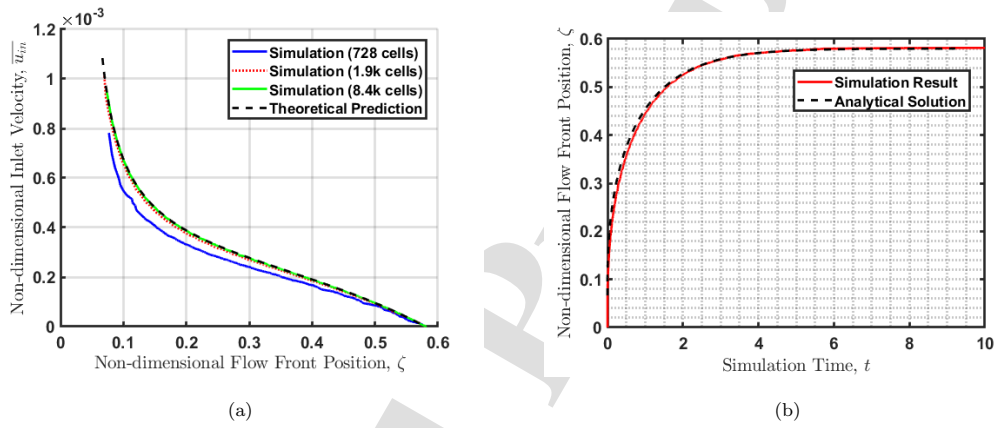 ×10⁻³
1.2
1
0.8
0.6
0.4
0.2
0
Non-dimensional Inlet Velocity, $\overline{u_{in}}$
Simulation (728 cells)
Simulation (1.9k cells)
Simulation (8.4k cells)
Theoretical Prediction
0 0.1 0.2 0.3 0.4 0.5 0.6
Non-dimensional Flow Front Position, ζ
(a)
0.6
0.5
0.4
0.3
0.2
0.1
0
Non-dimensional Flow Front Position, ζ
Simulation Result
Analytical Solution
0 2 4 6 8 10
Simulation Time, t
(b)